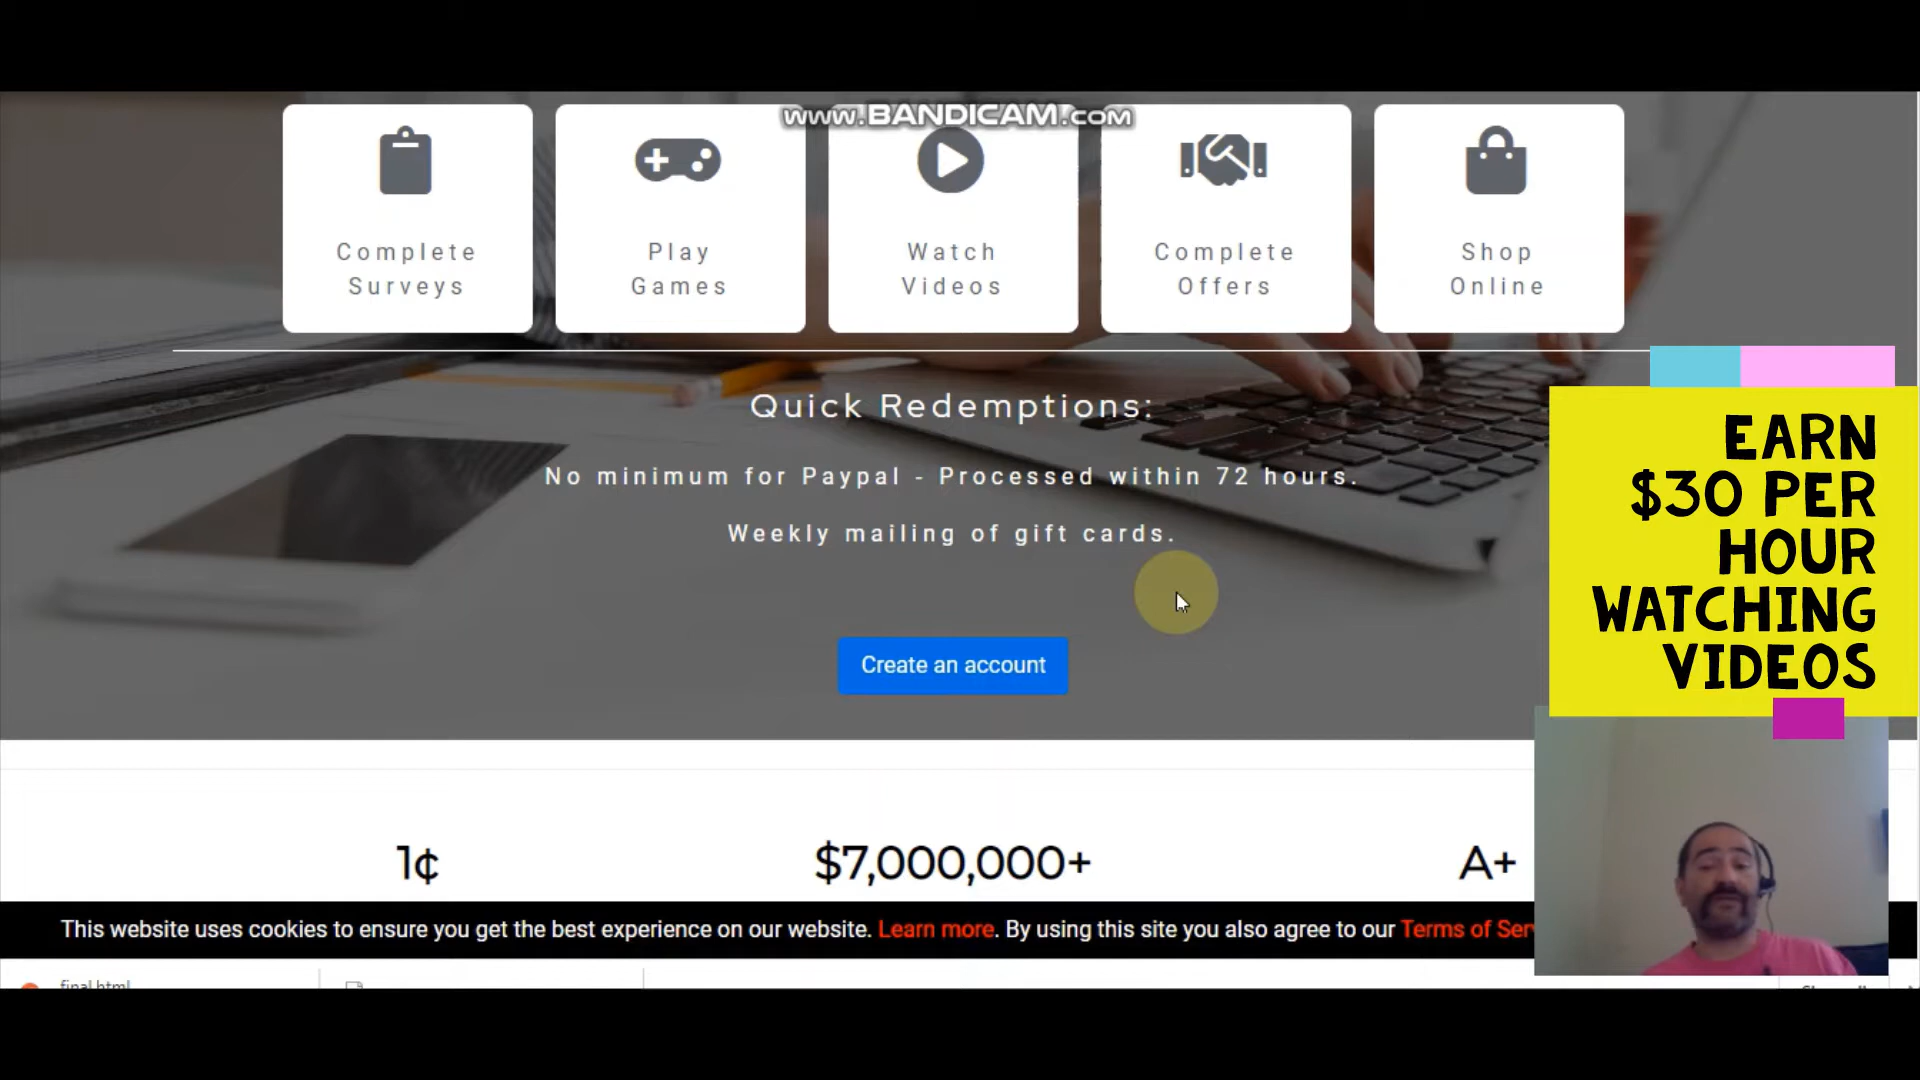 www.BANDICAM.com
Complete
Surveys
Play
Games
Watch
Videos
Complete
Offers
Shop
Online
Quick Redemptions:
No minimum for Paypal - Processed within 72 hours.
Weekly mailing of gift cards.
Create an account
EARN
$30 PER
HOUR
WATCHING
VIDEOS
1¢
$7,000,000+
A+
This website uses cookies to ensure you get the best experience on our website. Learn more. By using this site you also agree to our Terms of Serv
final.html